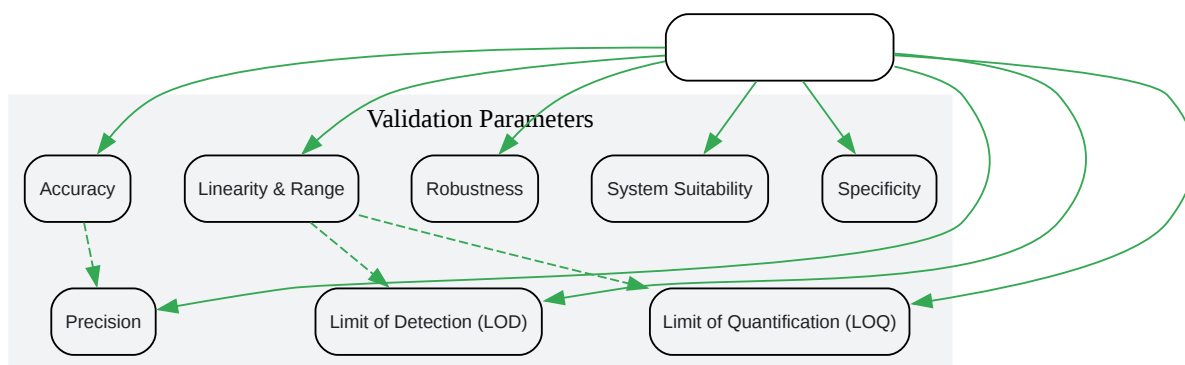 Validation Parameters
Accuracy
Linearity & Range
Robustness
System Suitability
Specificity
Precision
Limit of Detection (LOD)
Limit of Quantification (LOQ)